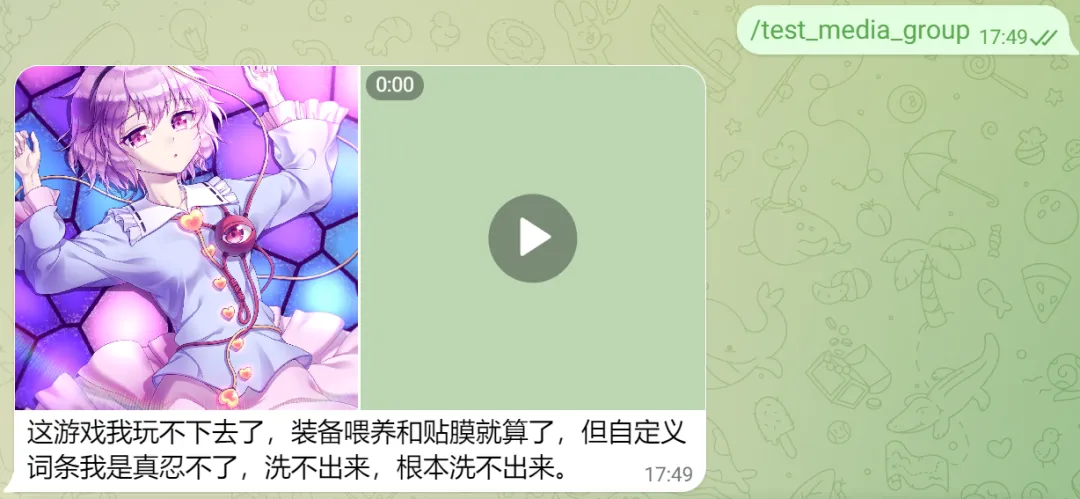 /test_media_group 17:49
0:00
这游戏我玩不下去了，装备喂养和贴膜就算了，但自定义
词条我是真忍不了，洗不出来，根本洗不出来。
17:49